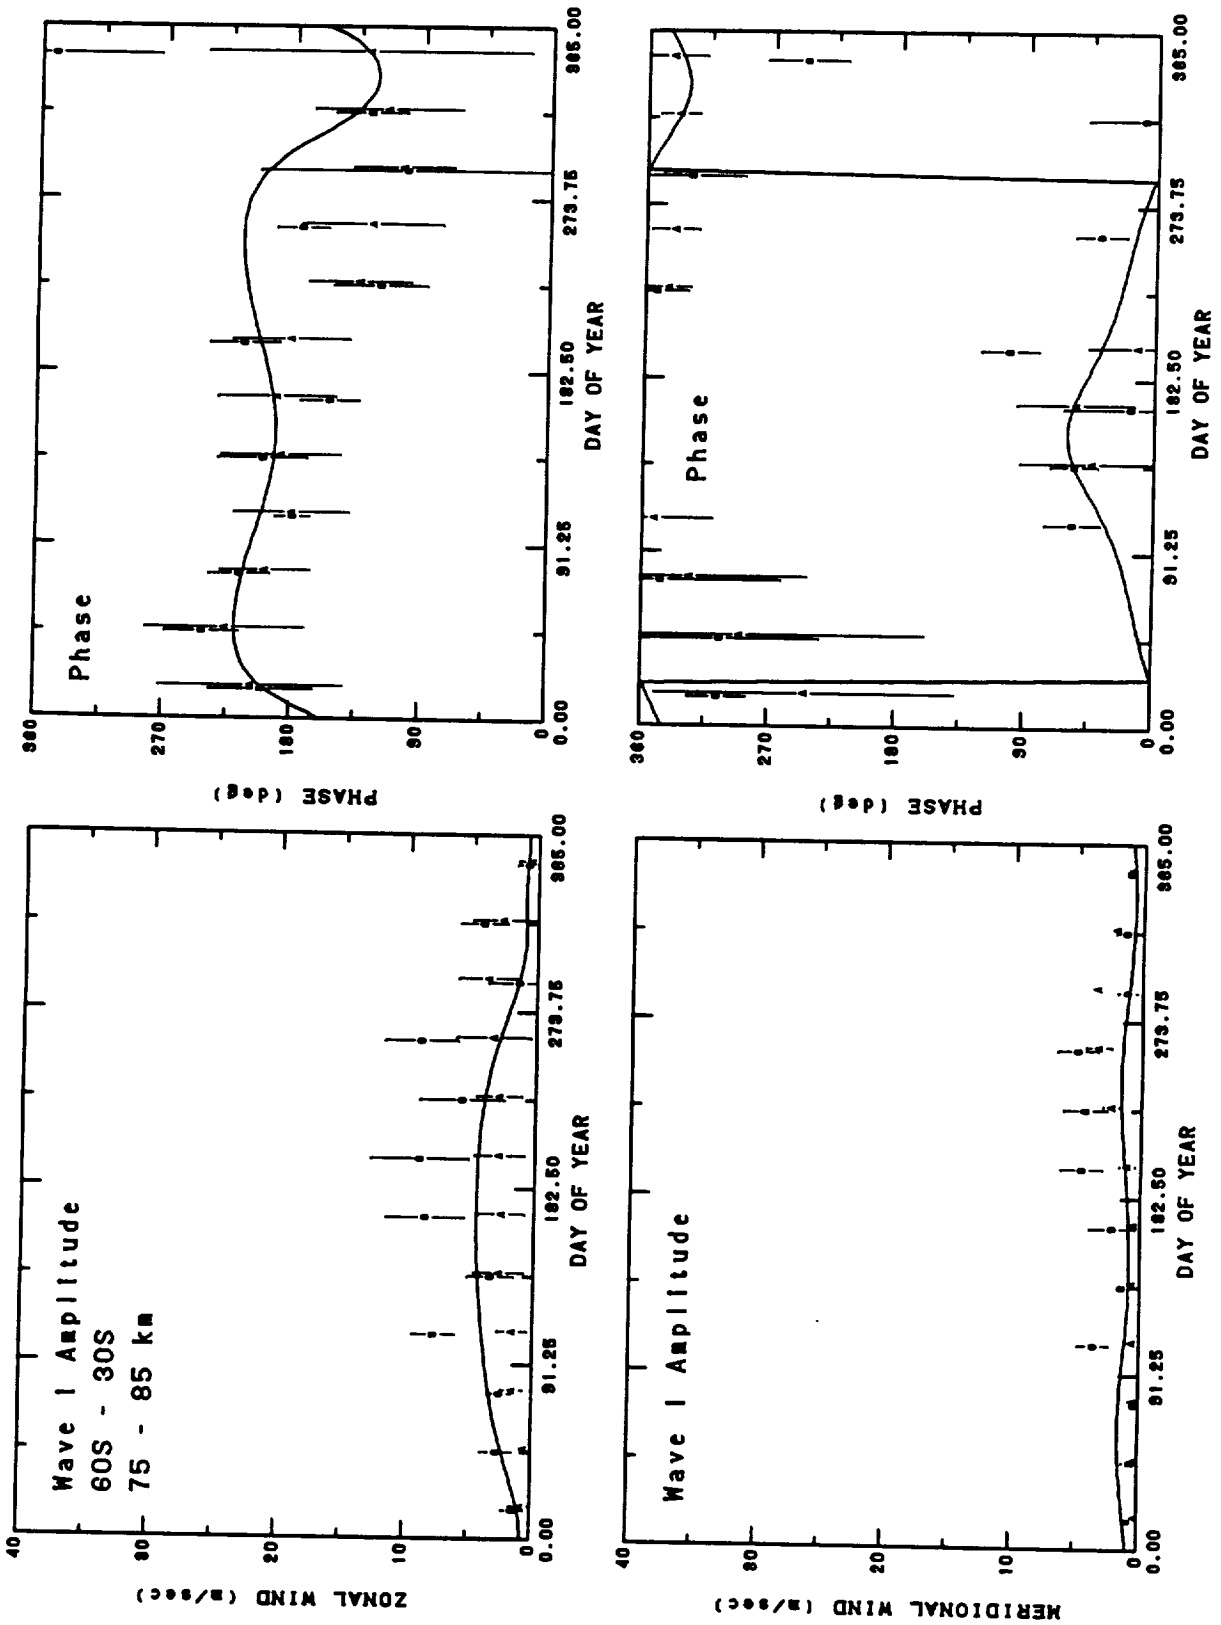 Wave 1 Amplitude
60S - 30S
75 - 85 km
ZONAL WIND (m/sec)
40
30
20
10
0
0.00
91.25
182.50
273.75
365.00
DAY OF YEAR
Phase
PHASE (deg)
360
270
180
90
0
0.00
91.25
182.50
273.75
365.00
DAY OF YEAR
Wave 1 Amplitude
MERIDIONAL WIND (m/s)
40
30
20
10
0
0.00
91.25
182.50
273.75
365.00
DAY OF YEAR
Phase
PHASE (deg)
360
270
180
90
0
0.00
91.25
182.50
273.75
365.00
DAY OF YEAR